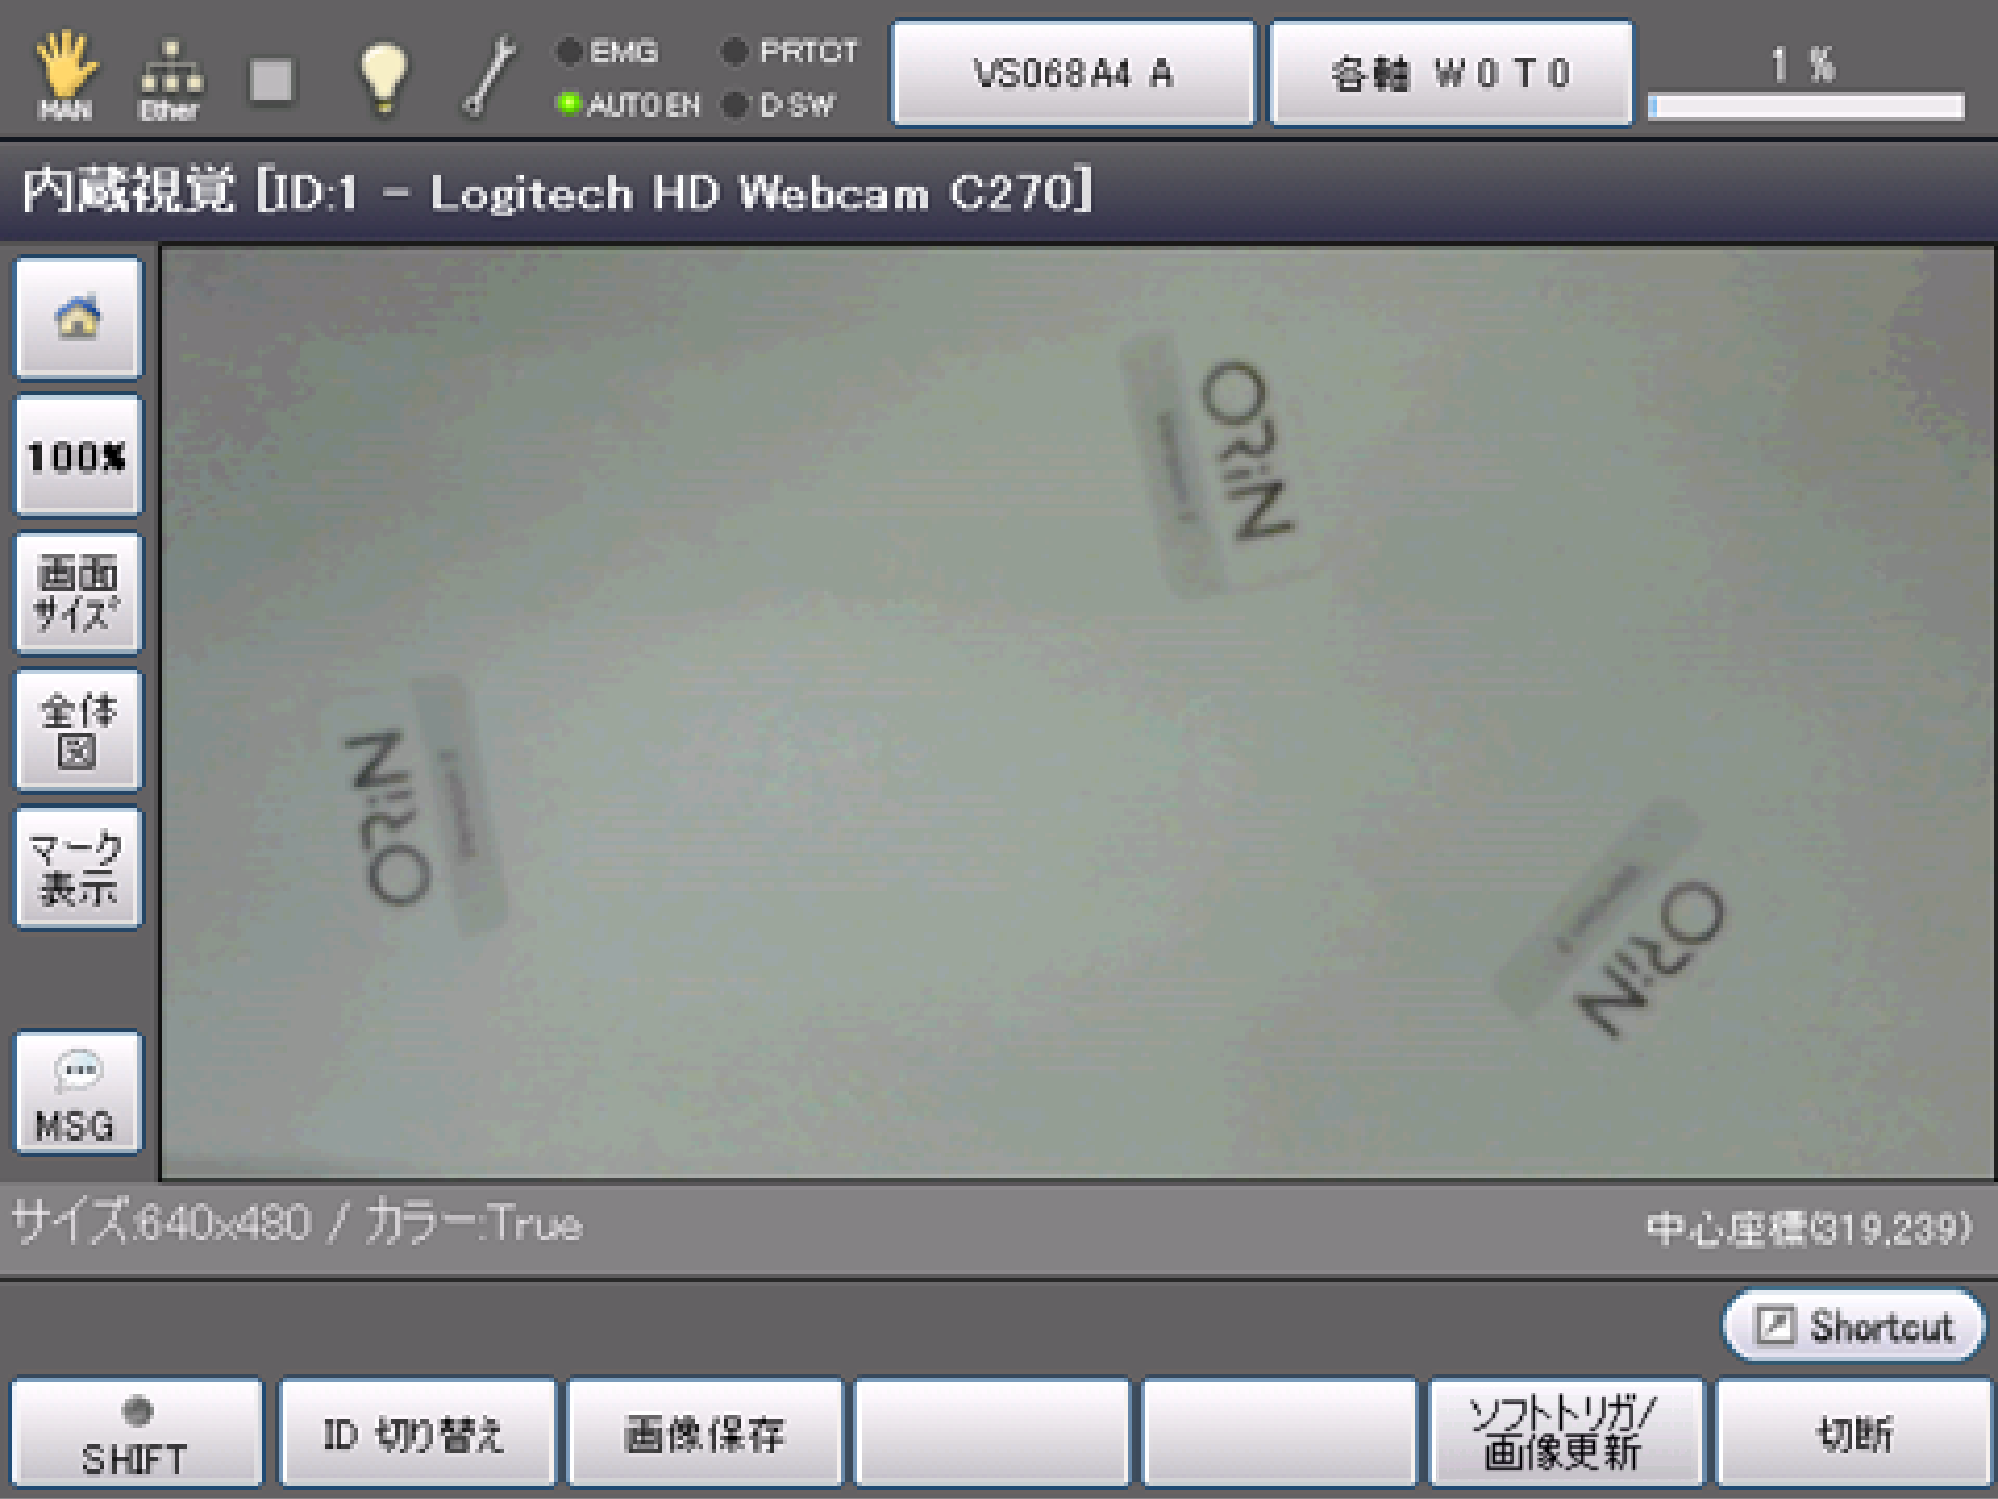 MAN
Ether
EMG
PRTCT
AUTO EN
D SW
VS068A4 A
各軸 W 0 T 0
1 %
内蔵視覚 [ID:1 - Logitech HD Webcam C270]
100%
画面
サイズ
全体
図
マーク
表示
MSG
ORiN
ORiN
ORiN
サイズ:640x480 / カラー:True
中心座標(319,239)
Shortcut
SHIFT
ID 切り替え
画像保存
ソフトトリガ/
画像更新
切断